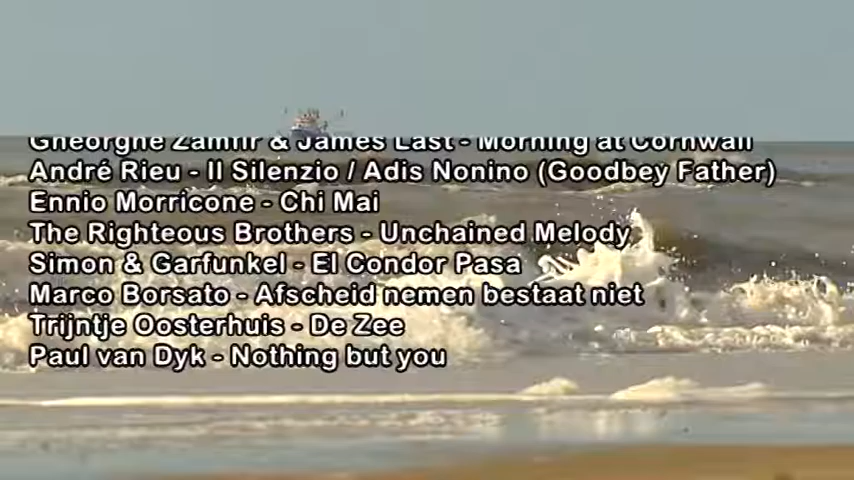 Gheorghe Zamfir & James Last - Morning at Cornwall
André Rieu - Il Silenzio / Adis Nonino (Goodbey Father)
Ennio Morricone - Chi Mai
The Righteous Brothers - Unchained Melody
Simon & Garfunkel - El Condor Pasa
Marco Borsato - Afscheid nemen bestaat niet
Trijntje Oosterhuis - De Zee
Paul van Dyk - Nothing but you